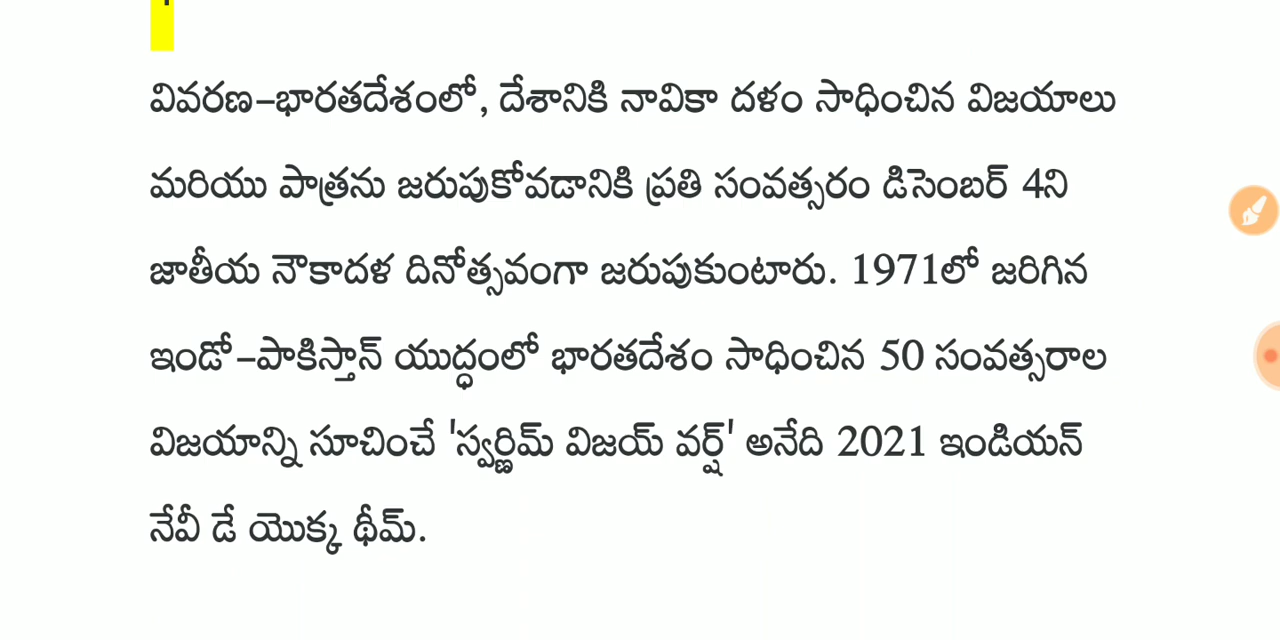 వివరణ-భారతదేశంలో, దేశానికి నావికా దళం సాధించిన విజయాలు
మరియు పాత్రను జరుపుకోవడానికి ప్రతి సంవత్సరం డిసెంబర్ 4ని
జాతీయ నౌకాదళ దినోత్సవంగా జరుపుకుంటారు. 1971లో జరిగిన
ఇండో-పాకిస్తాన్ యుద్ధంలో భారతదేశం సాధించిన 50 సంవత్సరాల
విజయాన్ని సూచించే 'స్వర్ణిమ్ విజయ్ వర్ష్' అనేది 2021 ఇండియన్
నేవీ డే యొక్క థీమ్.